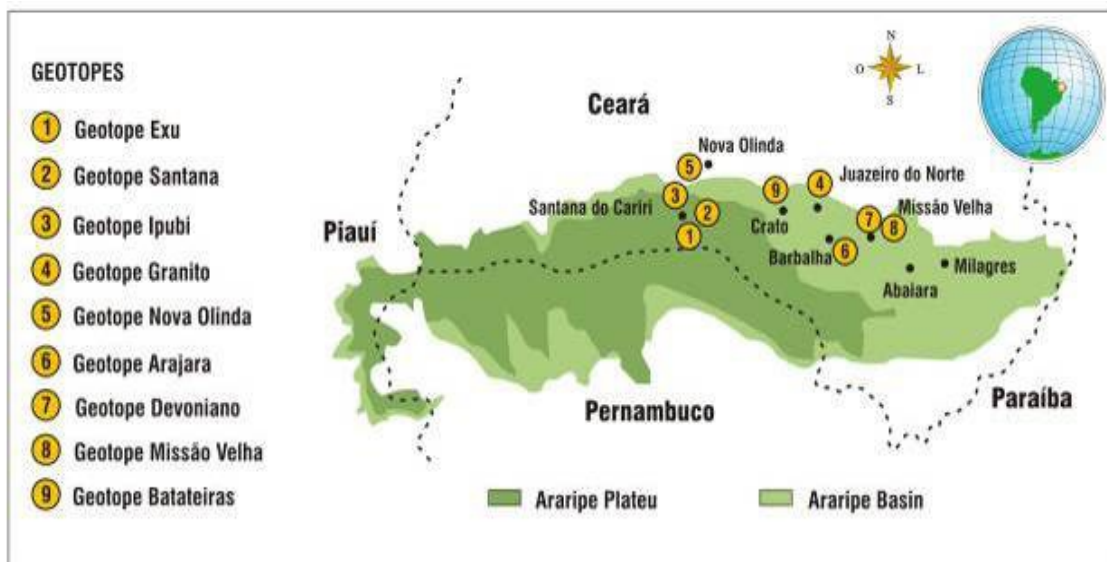 GEOTOPES
1 Geotope Exu
2 Geotope Santana
3 Geotope Ipubi
4 Geotope Granito
5 Geotope Nova Olinda
6 Geotope Arajara
7 Geotope Devoniano
8 Geotope Missão Velha
9 Geotope Batateiras
N
O L
S
Ceará
Nova Olinda
5
Juazeiro do Norte
9 4
3
Santana do Cariri 2
Missão Velha
7 8
Crato
Piauí
1
Barbalha 6
Milagres
Abaiara
Paraíba
Pernambuco
Araripe Plateu
Araripe Basin